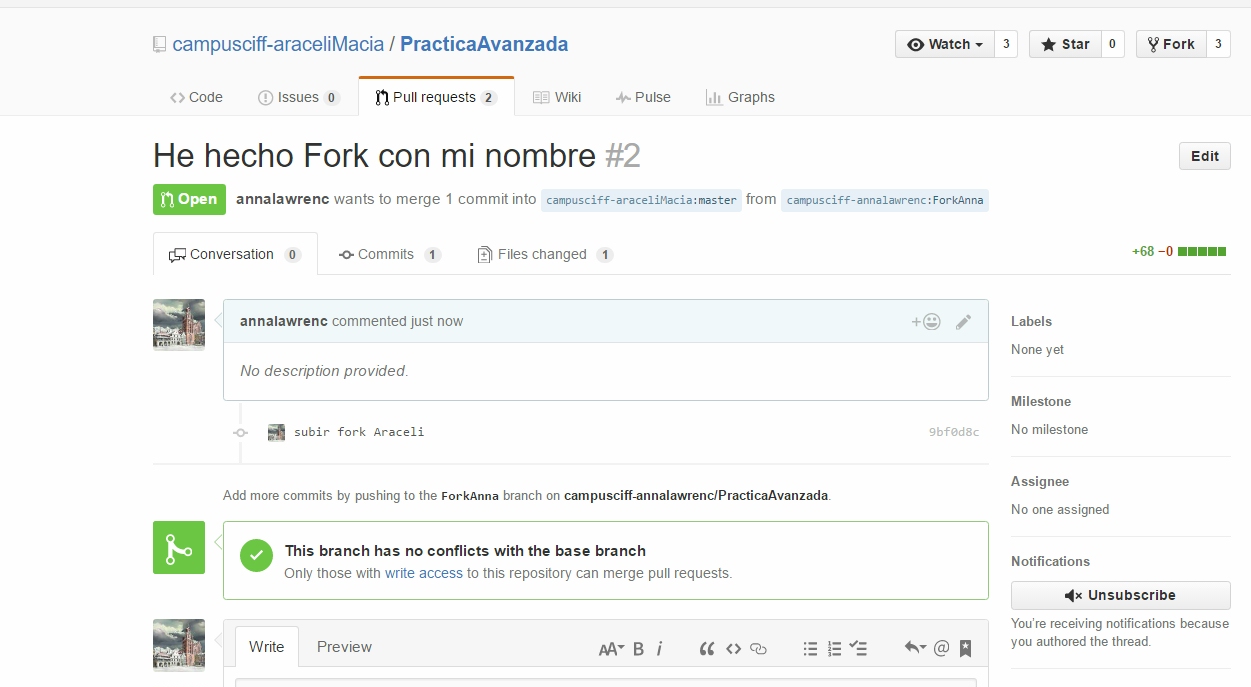 campusciff-araceliMacia / PracticaAvanzada
Watch 3 Star 0 Fork 3
Code Issues 0 Pull requests 2 Wiki Pulse Graphs
He hecho Fork con mi nombre #2
Edit
Open annalawrenc wants to merge 1 commit into campusciff-araceliMacia:master from campusciff-annalawrenc:ForkAnna
Conversation 0 Commits 1 Files changed 1
+68 −0
annalawrenc commented just now
No description provided.
subir fork Araceli 9bf0d8c
Add more commits by pushing to the ForkAnna branch on campusciff-annalawrenc/PracticaAvanzada.
This branch has no conflicts with the base branch
Only those with write access to this repository can merge pull requests.
Write Preview
AA B i
Labels
None yet
Milestone
No milestone
Assignee
No one assigned
Notifications
Unsubscribe
You're receiving notifications because
you authored the thread.